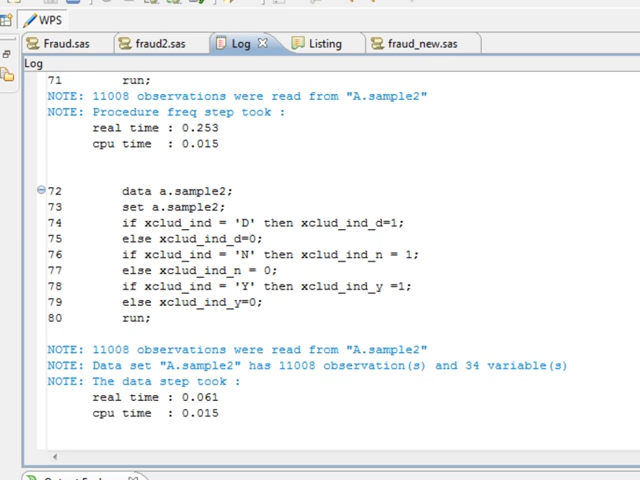 WPS
Fraud.sas fraud2.sas Log Listing fraud_new.sas
Log
71 run;
NOTE: 11008 observations were read from "A.sample2"
NOTE: Procedure freq step took :
real time : 0.253
cpu time : 0.015
72 data a.sample2;
73 set a.sample2;
74 if xclud_ind = 'D' then xclud_ind_d=1;
75 else xclud_ind_d=0;
76 if xclud_ind = 'N' then xclud_ind_n = 1;
77 else xclud_ind_n = 0;
78 if xclud_ind = 'Y' then xclud_ind_y =1;
79 else xclud_ind_y=0;
80 run;
NOTE: 11008 observations were read from "A.sample2"
NOTE: Data set "A.sample2" has 11008 observation(s) and 34 variable(s)
NOTE: The data step took :
real time : 0.061
cpu time : 0.015